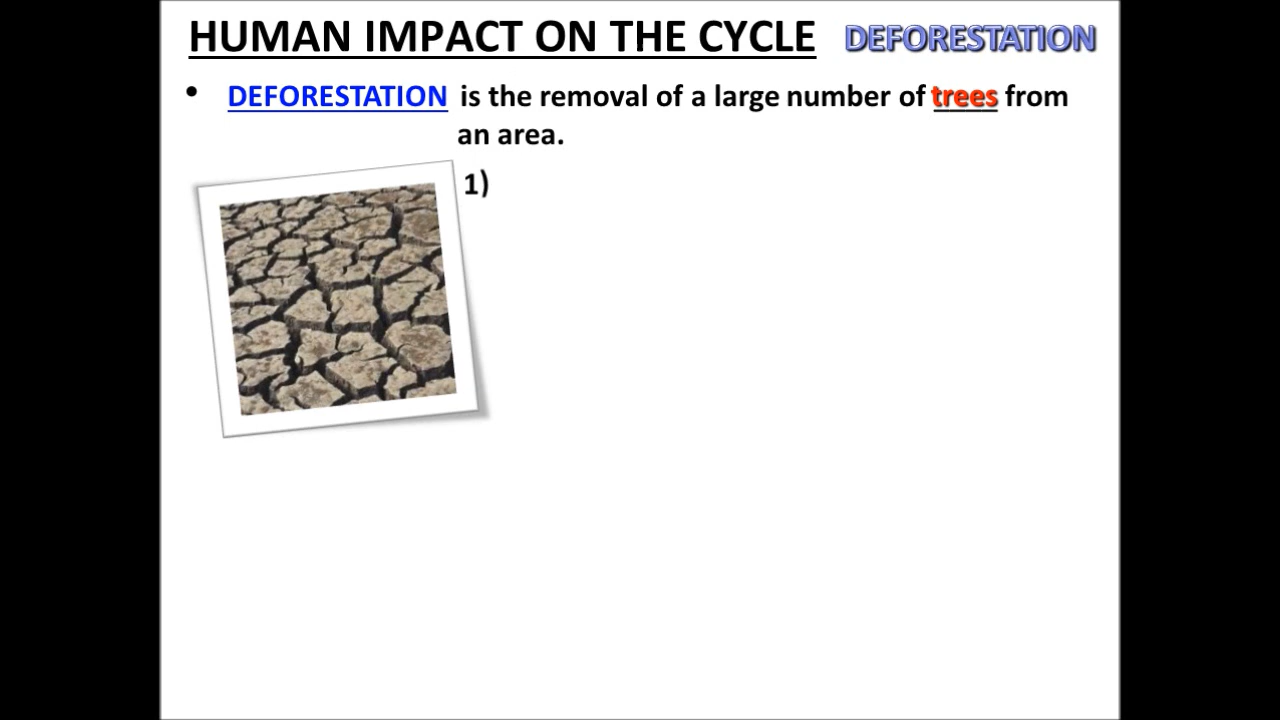 HUMAN IMPACT ON THE CYCLE DEFORESTATION
• DEFORESTATION is the removal of a large number of trees from
an area.
1)